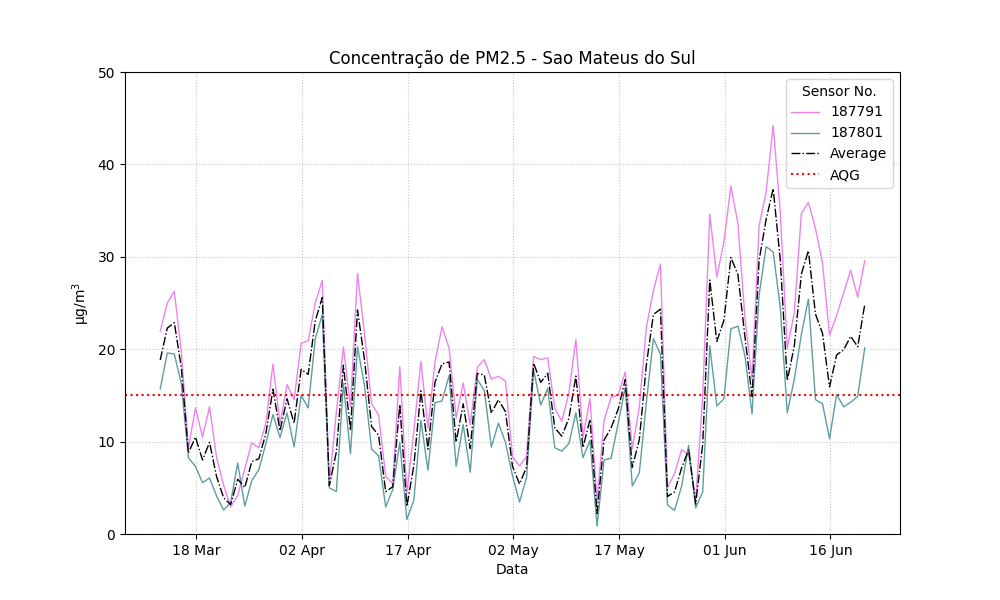 Concentração de PM2.5 - Sao Mateus do Sul
Sensor No.
187791
187801
Average
AQG
µg/m³
50
40
30
20
10
0
18 Mar
02 Apr
17 Apr
02 May
17 May
01 Jun
16 Jun
Data